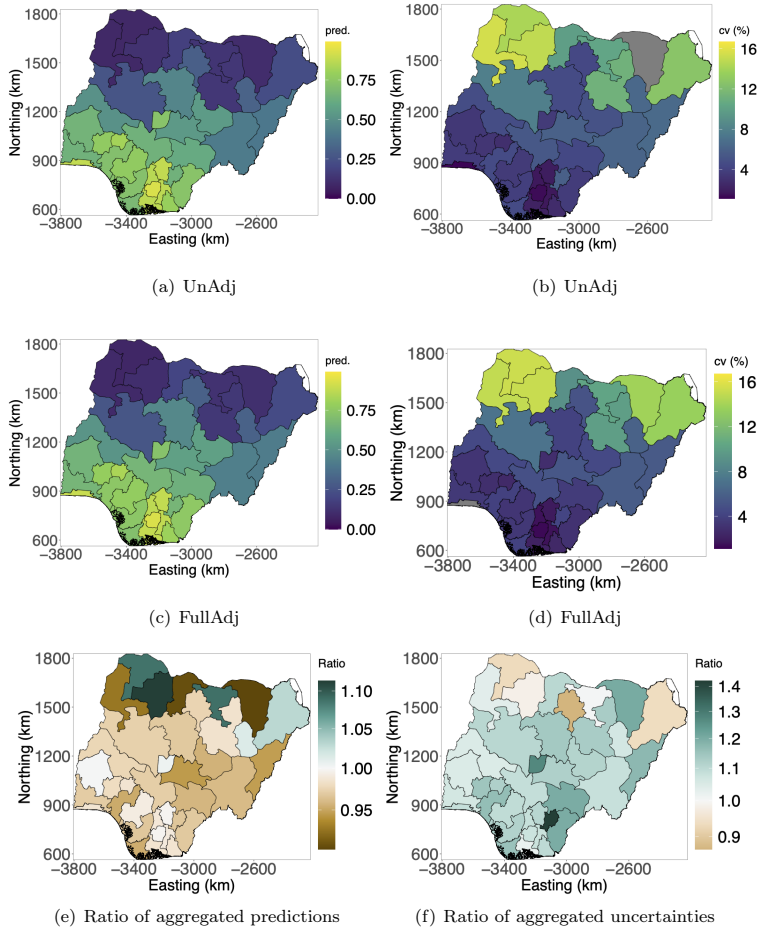 1800
1500
1200
900
600
Northing (km)
−3800 −3400 −3000 −2600
Easting (km)
pred.
0.75
0.50
0.25
0.00
(a) UnAdj
1800
1500
1200
900
600
Northing (km)
−3800 −3400 −3000 −2600
Easting (km)
cv (%)
16
12
8
4
(b) UnAdj
1800
1500
1200
900
600
Northing (km)
−3800 −3400 −3000 −2600
Easting (km)
pred.
0.75
0.50
0.25
0.00
(c) FullAdj
1800
1500
1200
900
600
Northing (km)
−3800 −3400 −3000 −2600
Easting (km)
cv (%)
16
12
8
4
(d) FullAdj
1800
1500
1200
900
600
Northing (km)
−3800 −3400 −3000 −2600
Easting (km)
Ratio
1.10
1.05
1.00
0.95
(e) Ratio of aggregated predictions
1800
1500
1200
900
600
Northing (km)
−3800 −3400 −3000 −2600
Easting (km)
Ratio
1.4
1.3
1.2
1.1
1.0
0.9
(f) Ratio of aggregated uncertainties